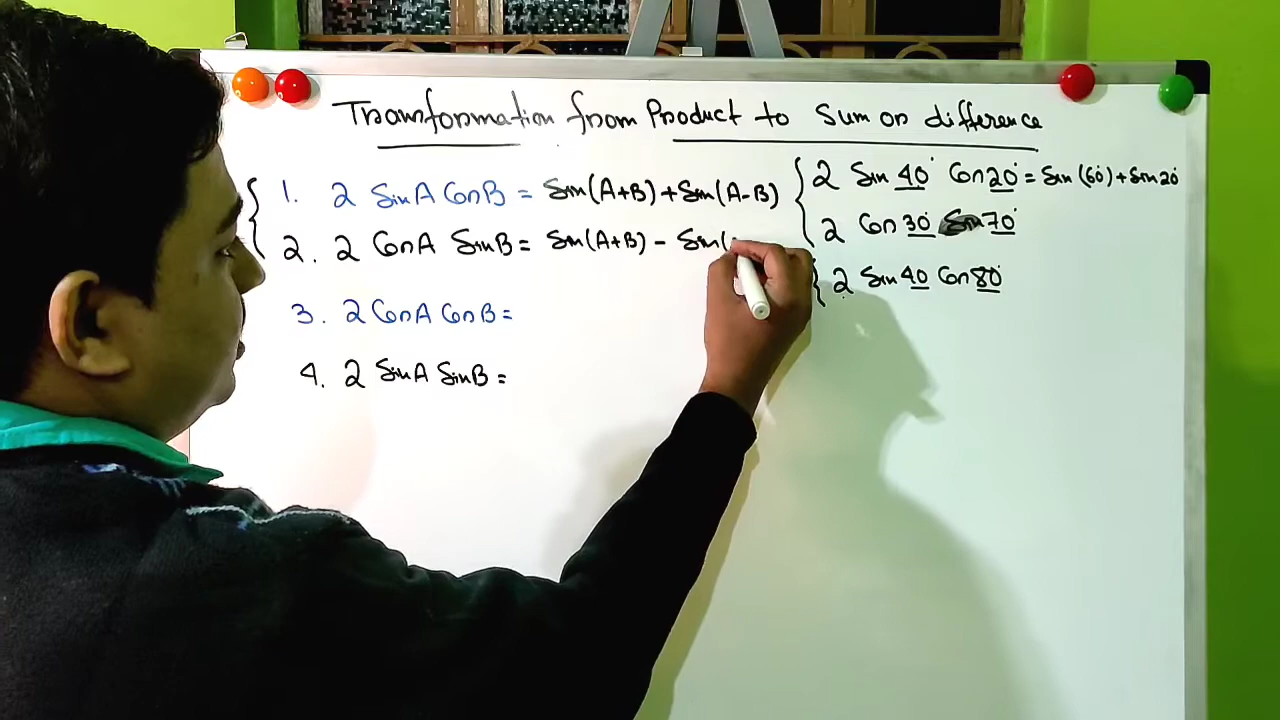 Transformation from Product to Sum or difference
1. 2 SinA CosB = Sin(A+B)+Sin(A-B)
2. 2 CosA SinB = Sin(A+B) - Sin(
3. 2 CosA CosB =
4. 2 SinA SinB =
2 Sin 40° Cos 20° = Sin (60°)+Sin 20°
2 Cos 30° Sin 70°
2 Sin 40 Cos 80°